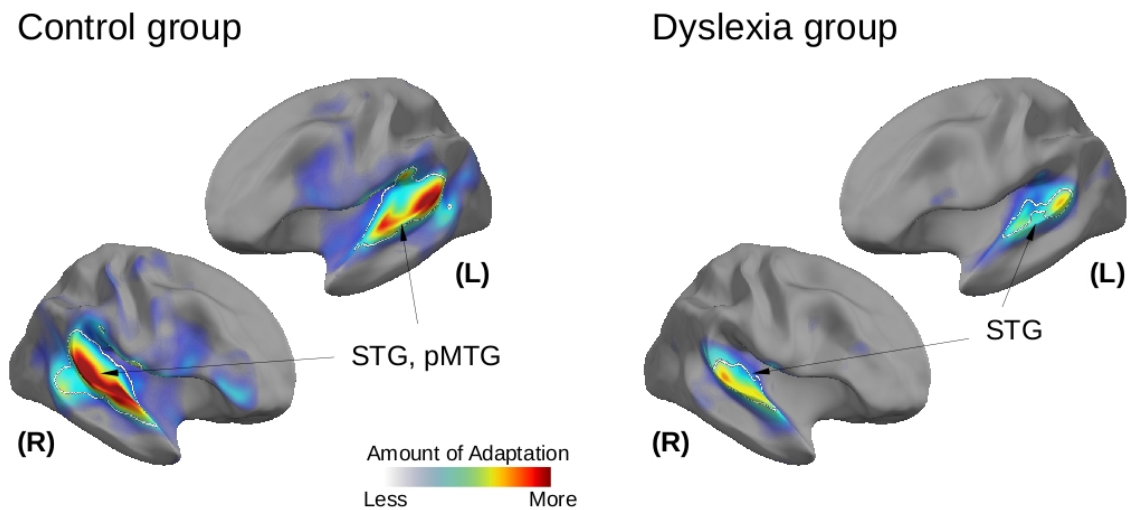 Control group
Dyslexia group
(L)
(L)
STG
STG, pMTG
(R)
(R)
Amount of Adaptation
Less
More